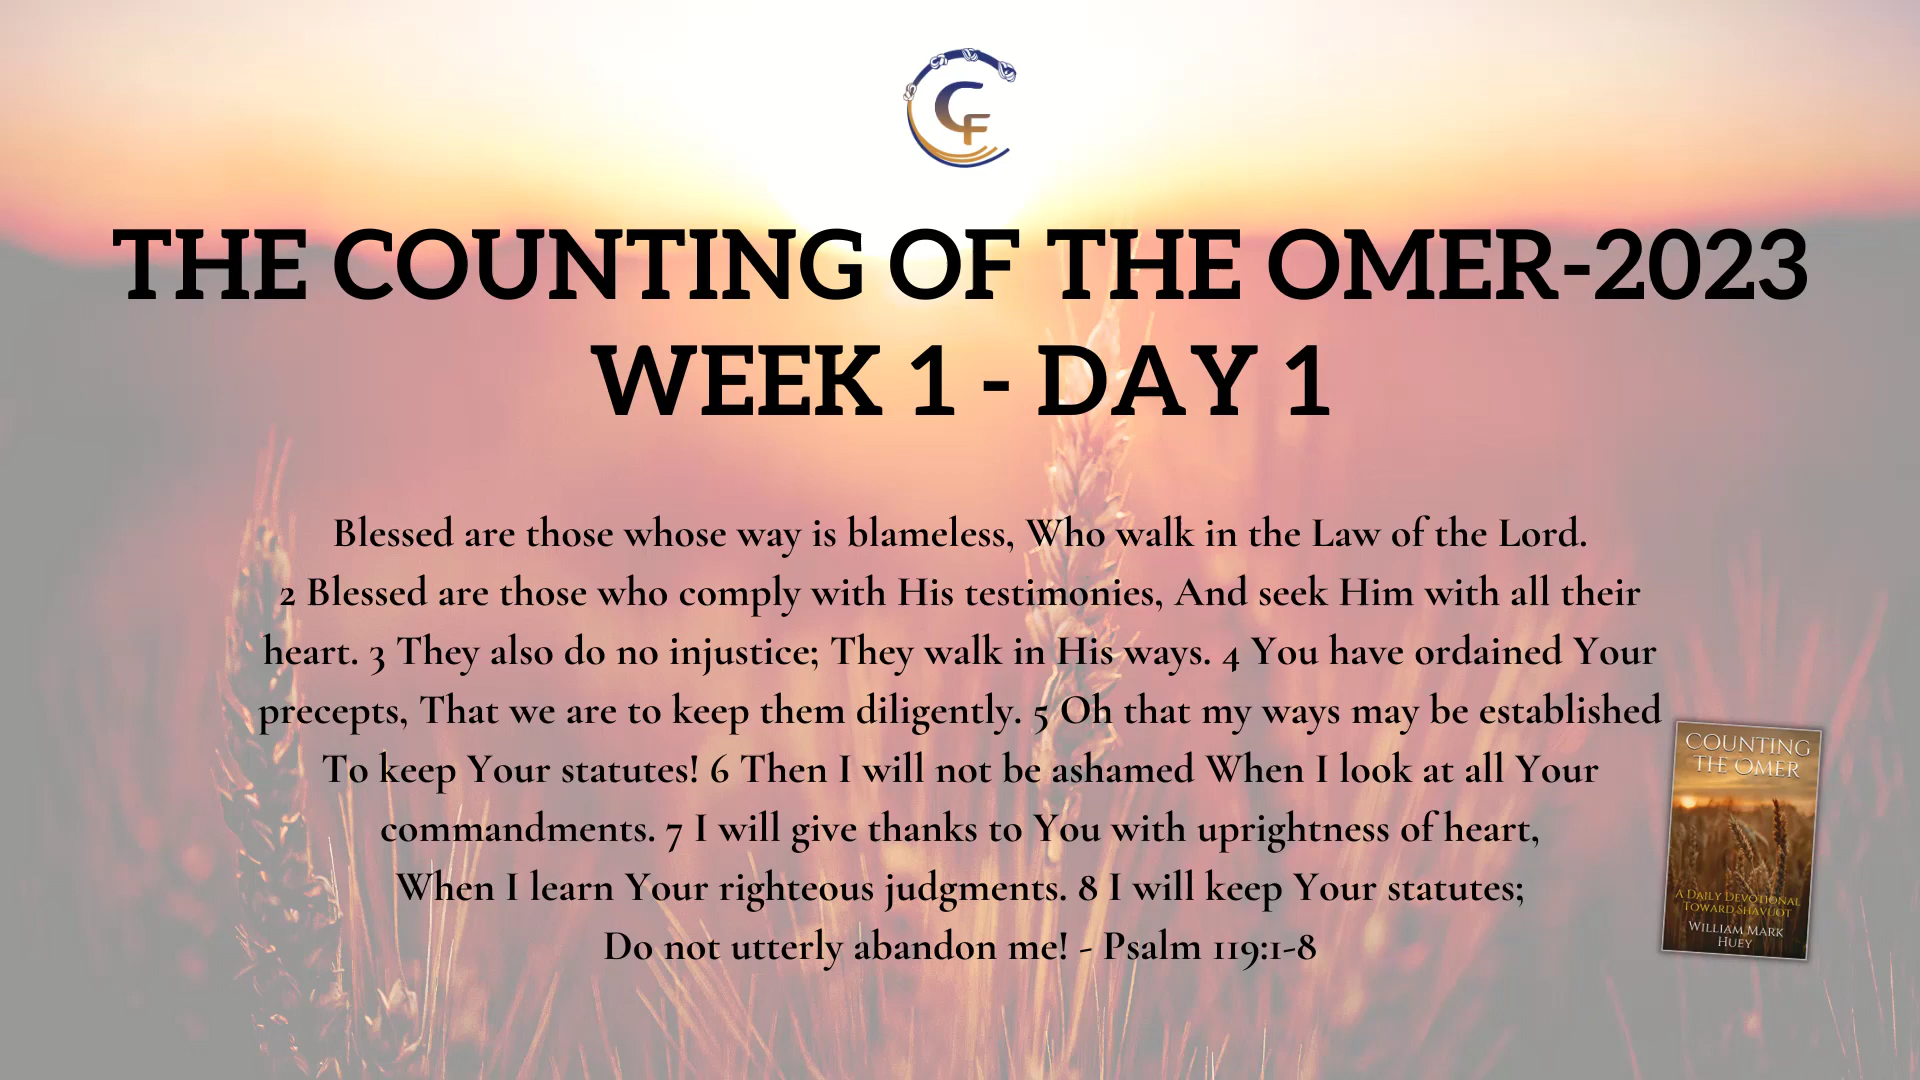 CF
THE COUNTING OF THE OMER-2023
WEEK 1 - DAY 1
Blessed are those whose way is blameless, Who walk in the Law of the Lord.
2 Blessed are those who comply with His testimonies, And seek Him with all their
heart. 3 They also do no injustice; They walk in His ways. 4 You have ordained Your
precepts, That we are to keep them diligently. 5 Oh that my ways may be established
To keep Your statutes! 6 Then I will not be ashamed When I look at all Your
commandments. 7 I will give thanks to You with uprightness of heart,
When I learn Your righteous judgments. 8 I will keep Your statutes;
Do not utterly abandon me! - Psalm 119:1-8
COUNTING
THE OMER
A DAILY DEVOTIONAL
TOWARD SHAVUOT
WILLIAM MARK
HUEY